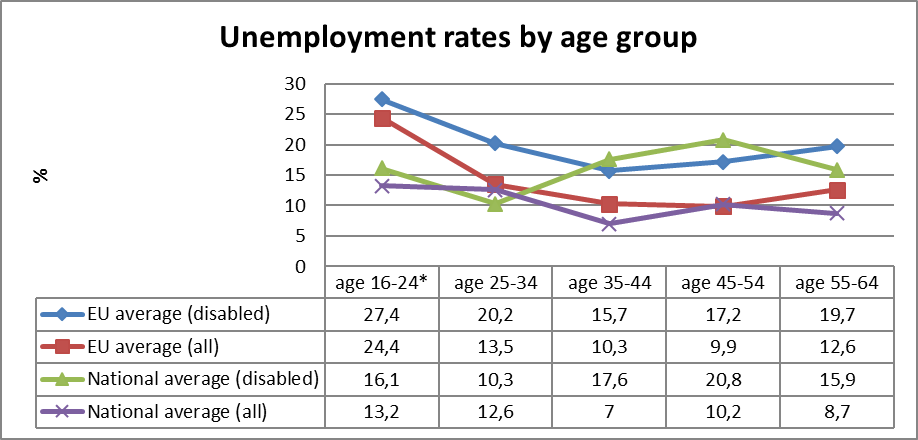 Unemployment rates by age group
%
30
25
20
15
10
5
0
age 16-24* age 25-34 age 35-44 age 45-54 age 55-64
EU average (disabled) 27,4 20,2 15,7 17,2 19,7
EU average (all) 24,4 13,5 10,3 9,9 12,6
National average (disabled) 16,1 10,3 17,6 20,8 15,9
National average (all) 13,2 12,6 7 10,2 8,7